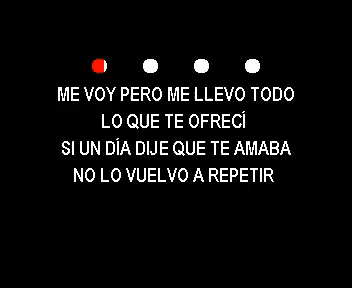 ME VOY PERO ME LLEVO TODO
LO QUE TE OFRECÍ
SI UN DÍA DIJE QUE TE AMABA
NO LO VUELVO A REPETIR